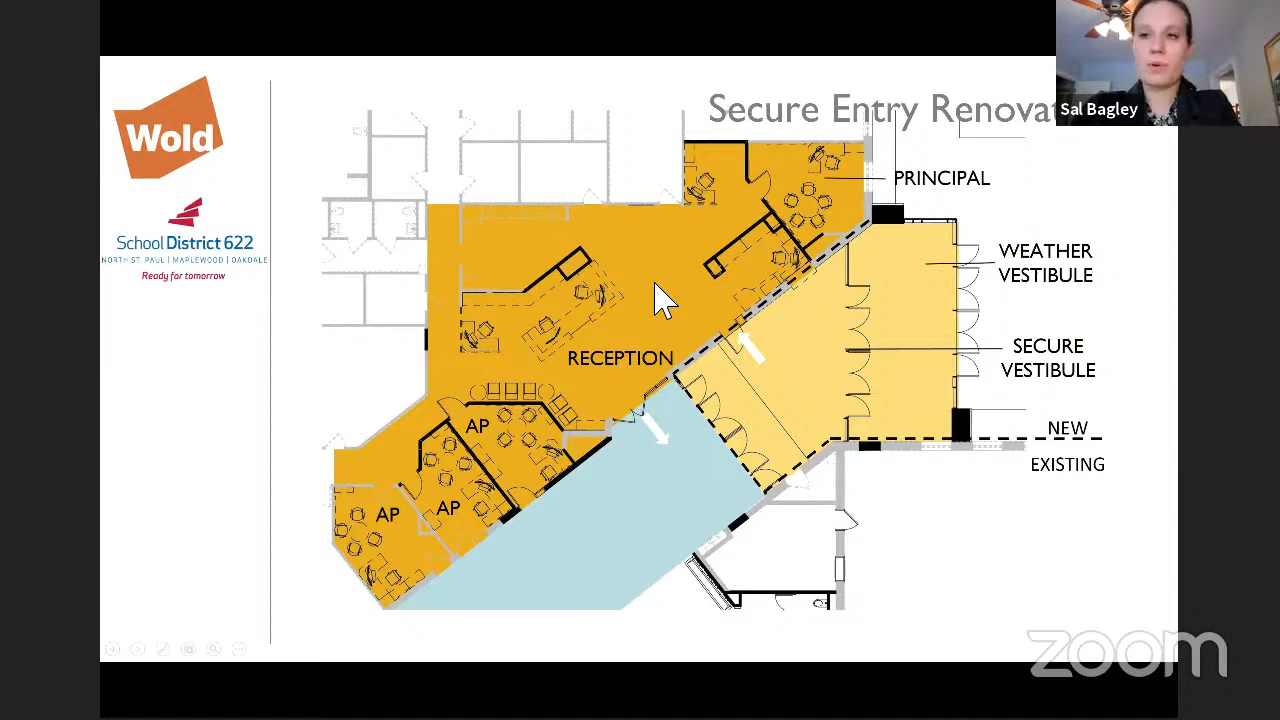 Secure Entry Renovat
Sal Bagley
Wold
School District 622
NORTH ST. PAUL | MAPLEWOOD | OAKDALE
Ready for tomorrow
PRINCIPAL
WEATHER
VESTIBULE
SECURE
VESTIBULE
RECEPTION
AP
AP
AP
NEW
EXISTING
zoom